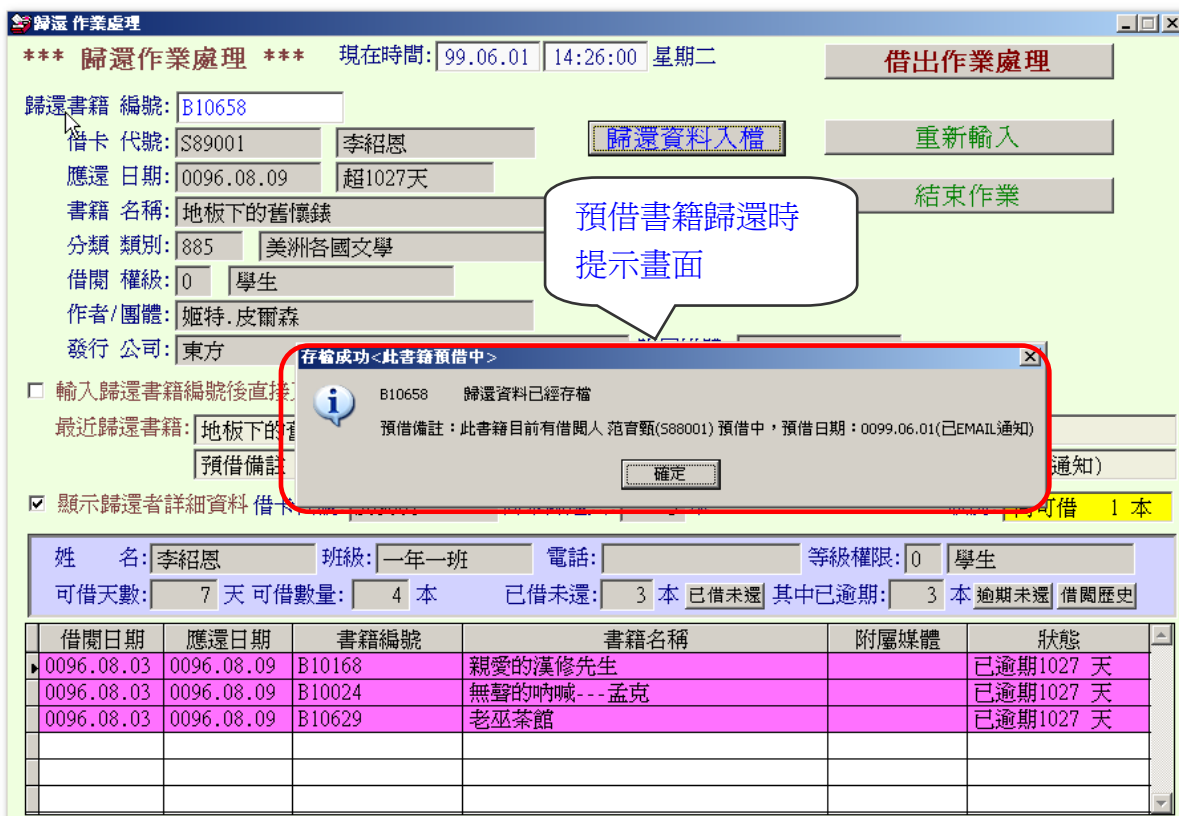 歸還 作業處理
*** 歸還作業處理 *** 現在時間: 99.06.01 14:26:00 星期二 借出作業處理
歸還書籍 編號: B10658
借卡 代號: S89001 李紹恩 歸還資料入檔 重新輸入
應還 日期: 0096.08.09 超1027天
書籍 名稱: 地板下的舊懷錶 結束作業
預借書籍歸還時
提示畫面
分類 類別: 885 美洲各國文學
借閱 權級: 0 學生
作者/團體: 姬特.皮爾森
發行 公司: 東方
存檔成功<此書籍預借中>
B10658 歸還資料已經存檔
預借備註：此書籍目前有借閱人 范育甄(S88001) 預借中，預借日期：0099.06.01(已EMAIL通知)
確定
輸入歸還書籍編號後直接
最近歸還書籍: 地板下的
預借備註 通知)
顯示歸還者詳細資料 借卡 尚可借 1 本
姓 名: 李紹恩 班級: 一年一班 電話: 等級權限: 0 學生
可借天數: 7 天 可借數量: 4 本 已借未還: 3 本 已借未還 其中已逾期: 3 本 逾期未還 借閱歷史
借閱日期 應還日期 書籍編號 書籍名稱 附屬媒體 狀態
0096.08.03 0096.08.09 B10168 親愛的漢修先生 已逾期1027 天
0096.08.03 0096.08.09 B10024 無聲的吶喊---孟克 已逾期1027 天
0096.08.03 0096.08.09 B10629 老巫茶館 已逾期1027 天